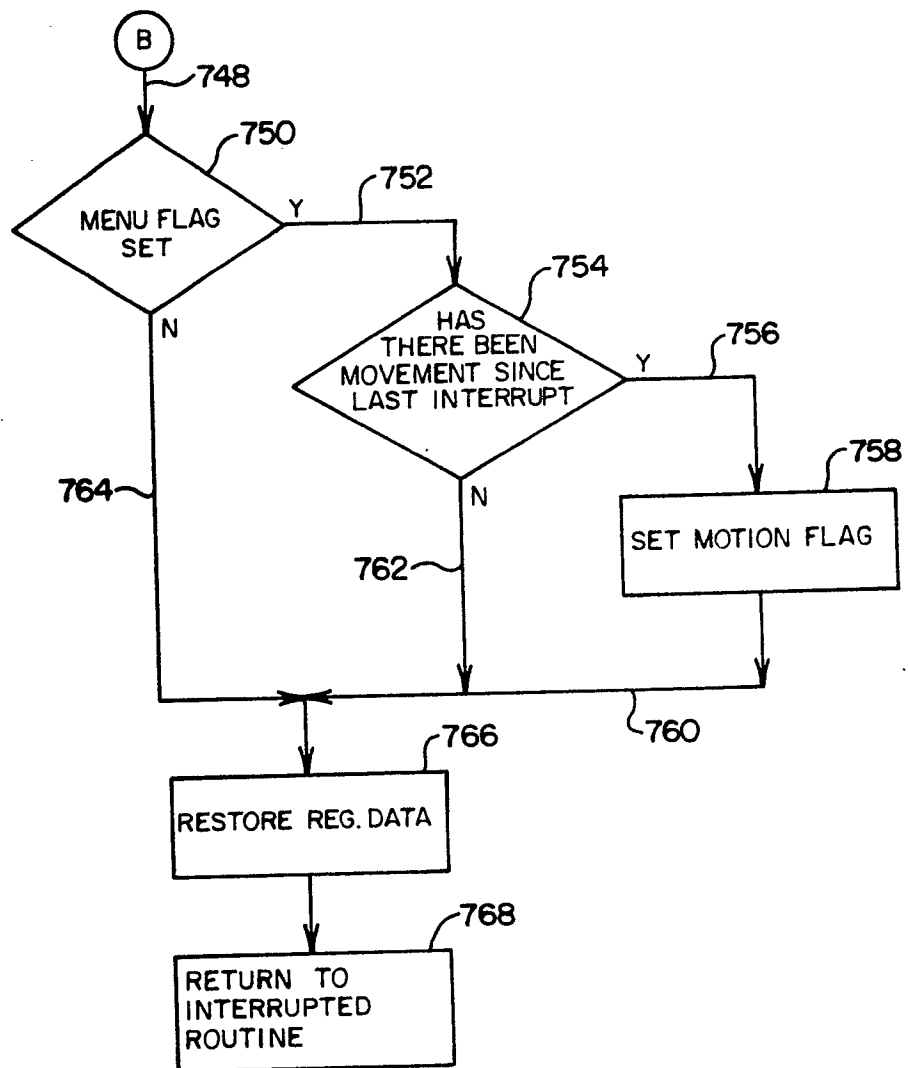 B
748
750
MENU FLAG
SET
Y
752
N
754
HAS
THERE BEEN
MOVEMENT SINCE
LAST INTERRUPT
Y
756
N
758
SET MOTION FLAG
764
762
760
766
RESTORE REG. DATA
768
RETURN TO
INTERRUPTED
ROUTINE